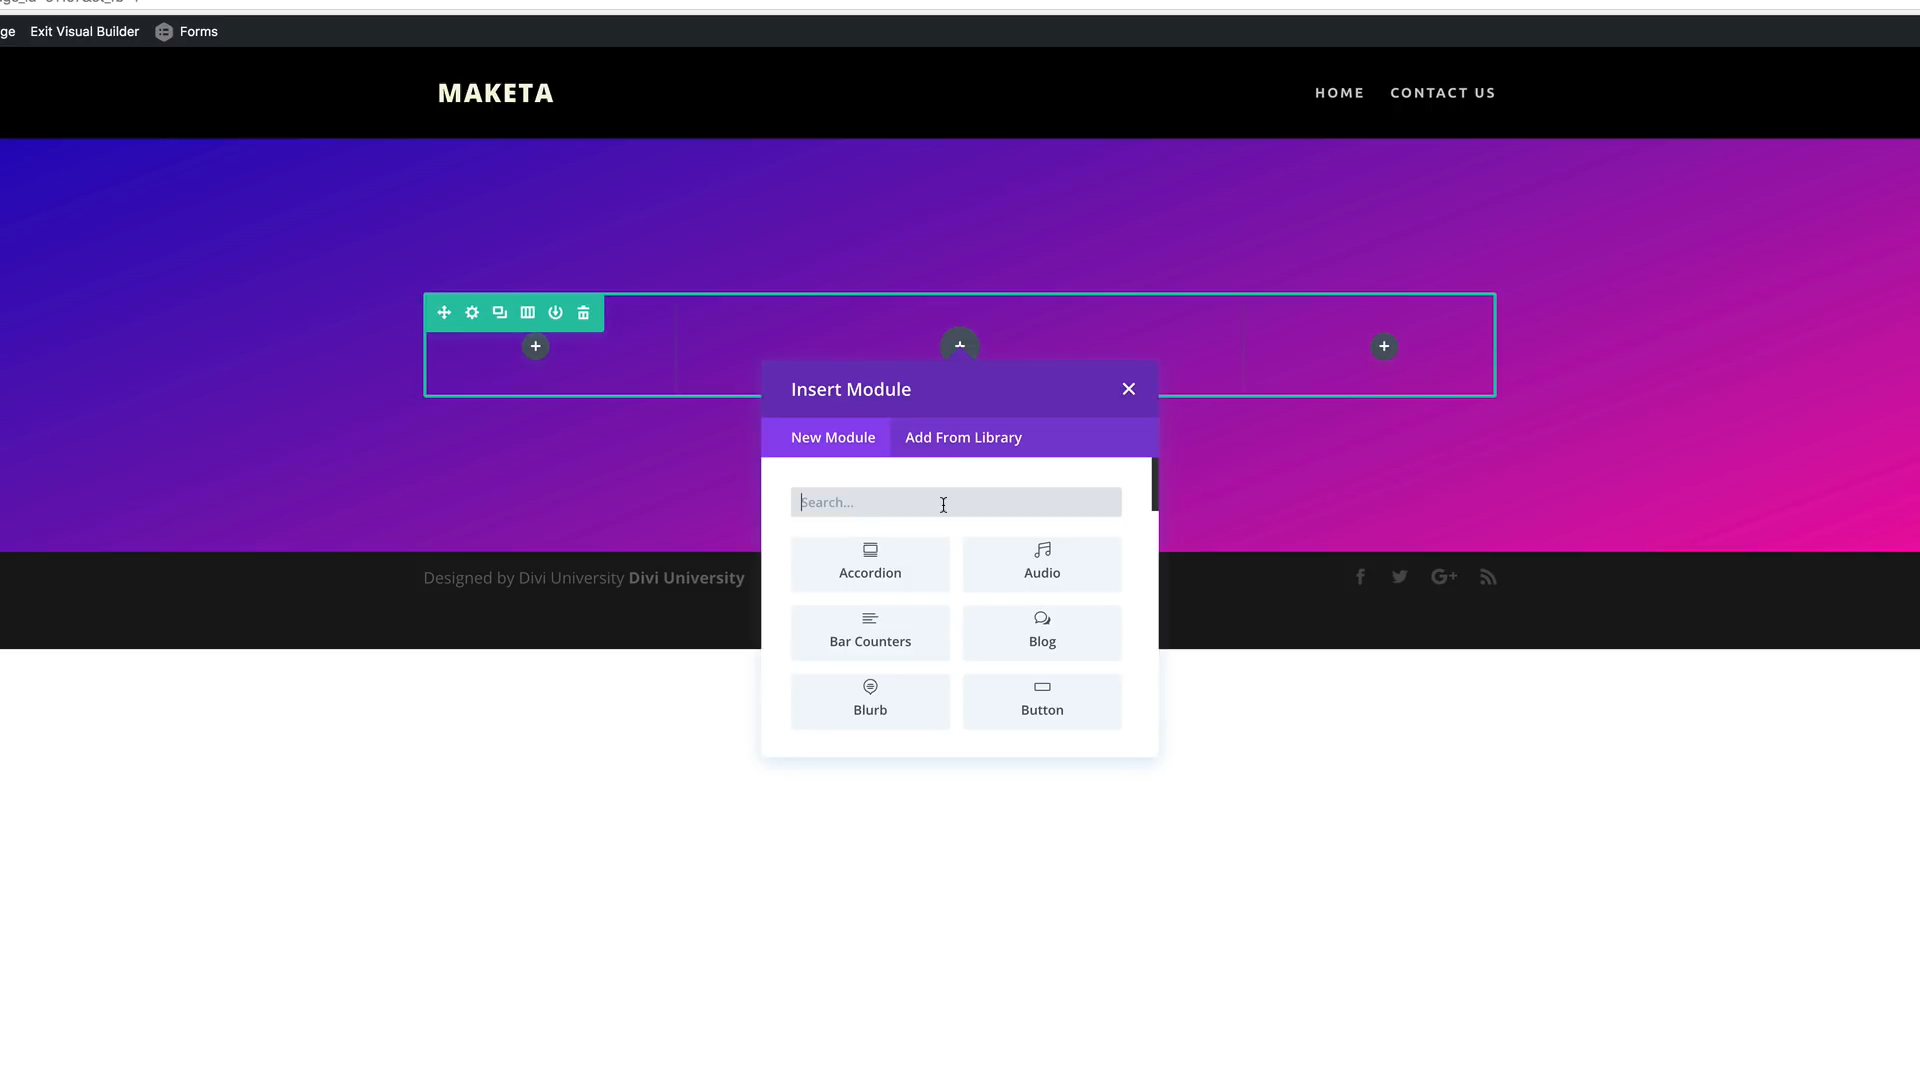 ge Exit Visual Builder Forms
MAKETA
HOME CONTACT US
Insert Module
New Module Add From Library
Search...
Accordion Audio
Bar Counters Blog
Blurb Button
Designed by Divi University Divi University